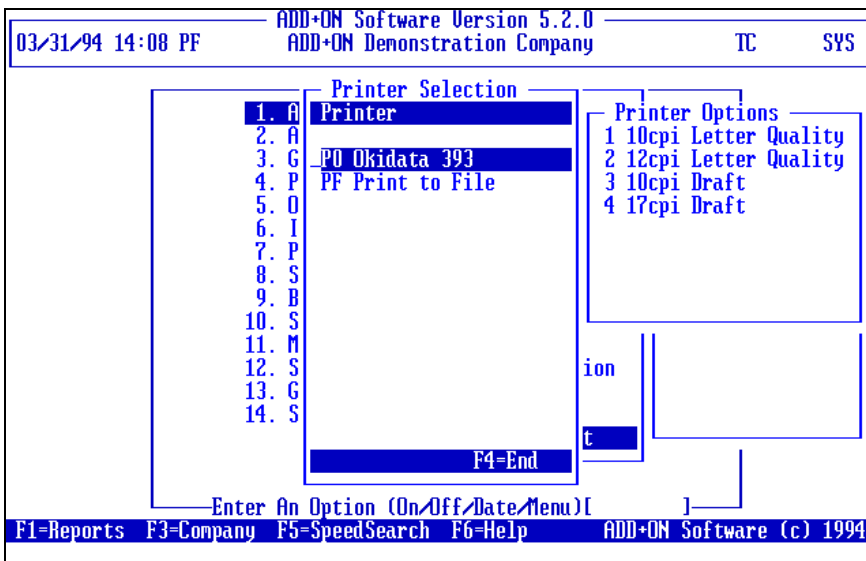 ADD+ON Software Version 5.2.0
03/31/94 14:08 PF ADD+ON Demonstration Company TC SYS
Printer Selection
1. A Printer Printer Options
2. A 1 10cpi Letter Quality
3. G _P0 Okidata 393 2 12cpi Letter Quality
4. P PF Print to File 3 10cpi Draft
5. O 4 17cpi Draft
6. I
7. P
8. S
9. B
10. S
11. M
12. S ion
13. G
14. S
t
F4=End
Enter An Option (On/Off/Date/Menu)[ ]
F1=Reports F3=Company F5=SpeedSearch F6=Help ADD+ON Software (c) 1994